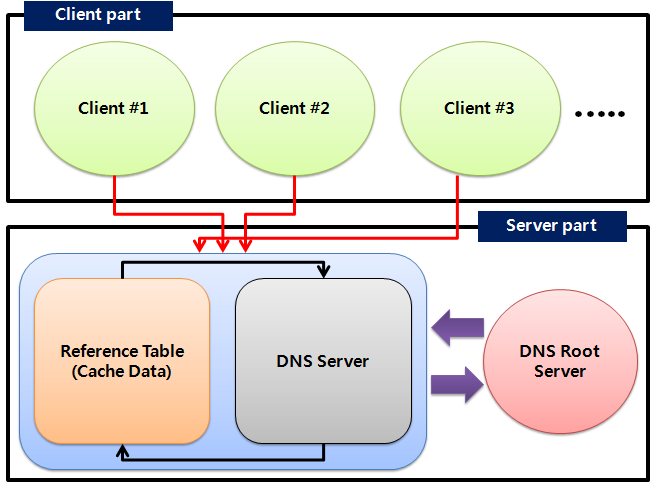 Client part
Client #1
Client #2
Client #3
.....
Server part
Reference Table
(Cache Data)
DNS Server
DNS Root
Server